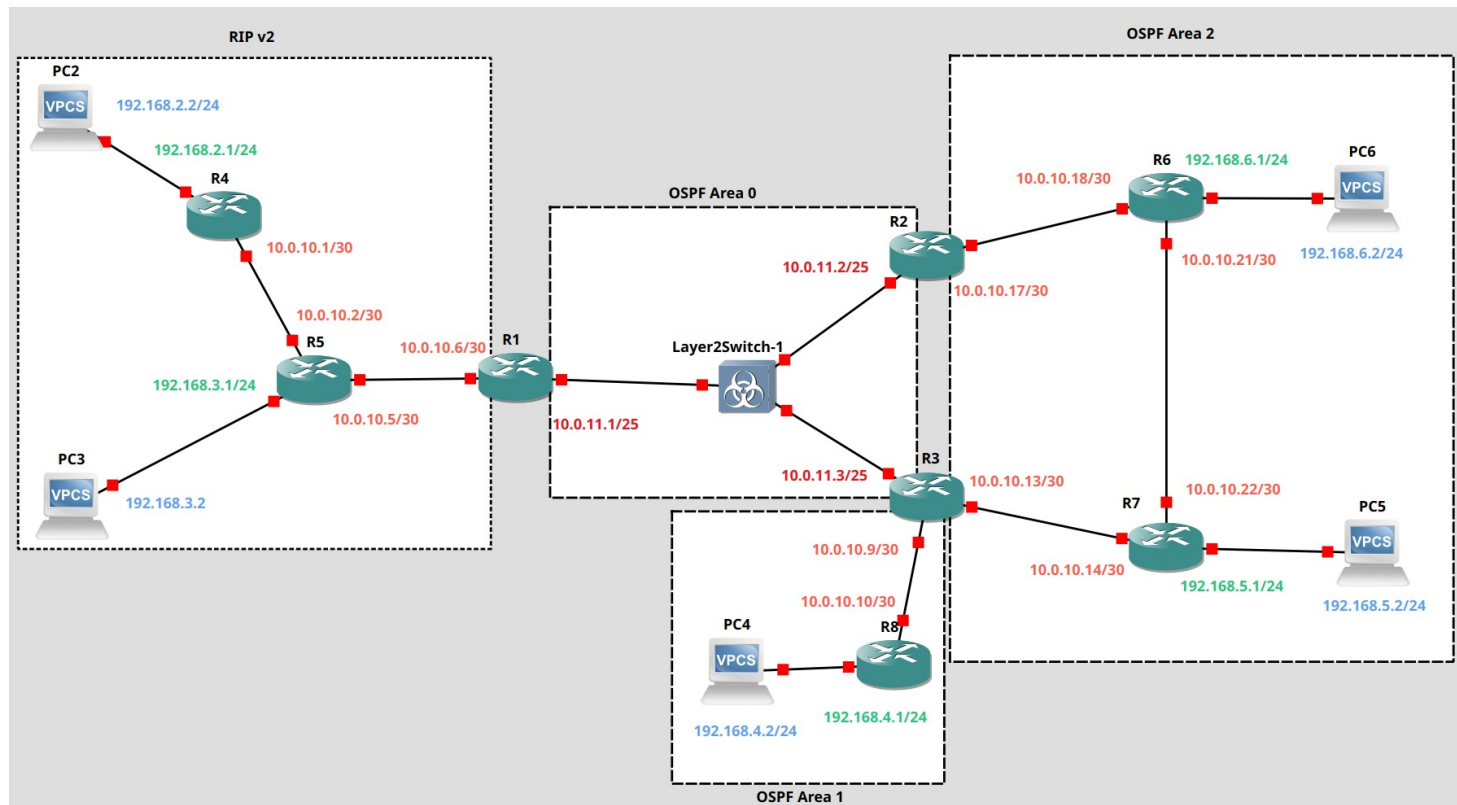 RIP v2
OSPF Area 2
PC2
VPCS
192.168.2.2/24
192.168.2.1/24
R4
10.0.10.1/30
10.0.10.2/30
R5
192.168.3.1/24
10.0.10.5/30
PC3
VPCS
192.168.3.2
10.0.10.6/30
R1
10.0.11.1/25
OSPF Area 0
Layer2Switch-1
10.0.11.2/25
R2
10.0.10.17/30
10.0.11.3/25
R3
10.0.10.13/30
10.0.10.9/30
10.0.10.10/30
R8
PC4
VPCS
192.168.4.1/24
192.168.4.2/24
OSPF Area 1
10.0.10.18/30
R6
192.168.6.1/24
PC6
VPCS
192.168.6.2/24
10.0.10.21/30
10.0.10.22/30
R7
10.0.10.14/30
192.168.5.1/24
PC5
VPCS
192.168.5.2/24